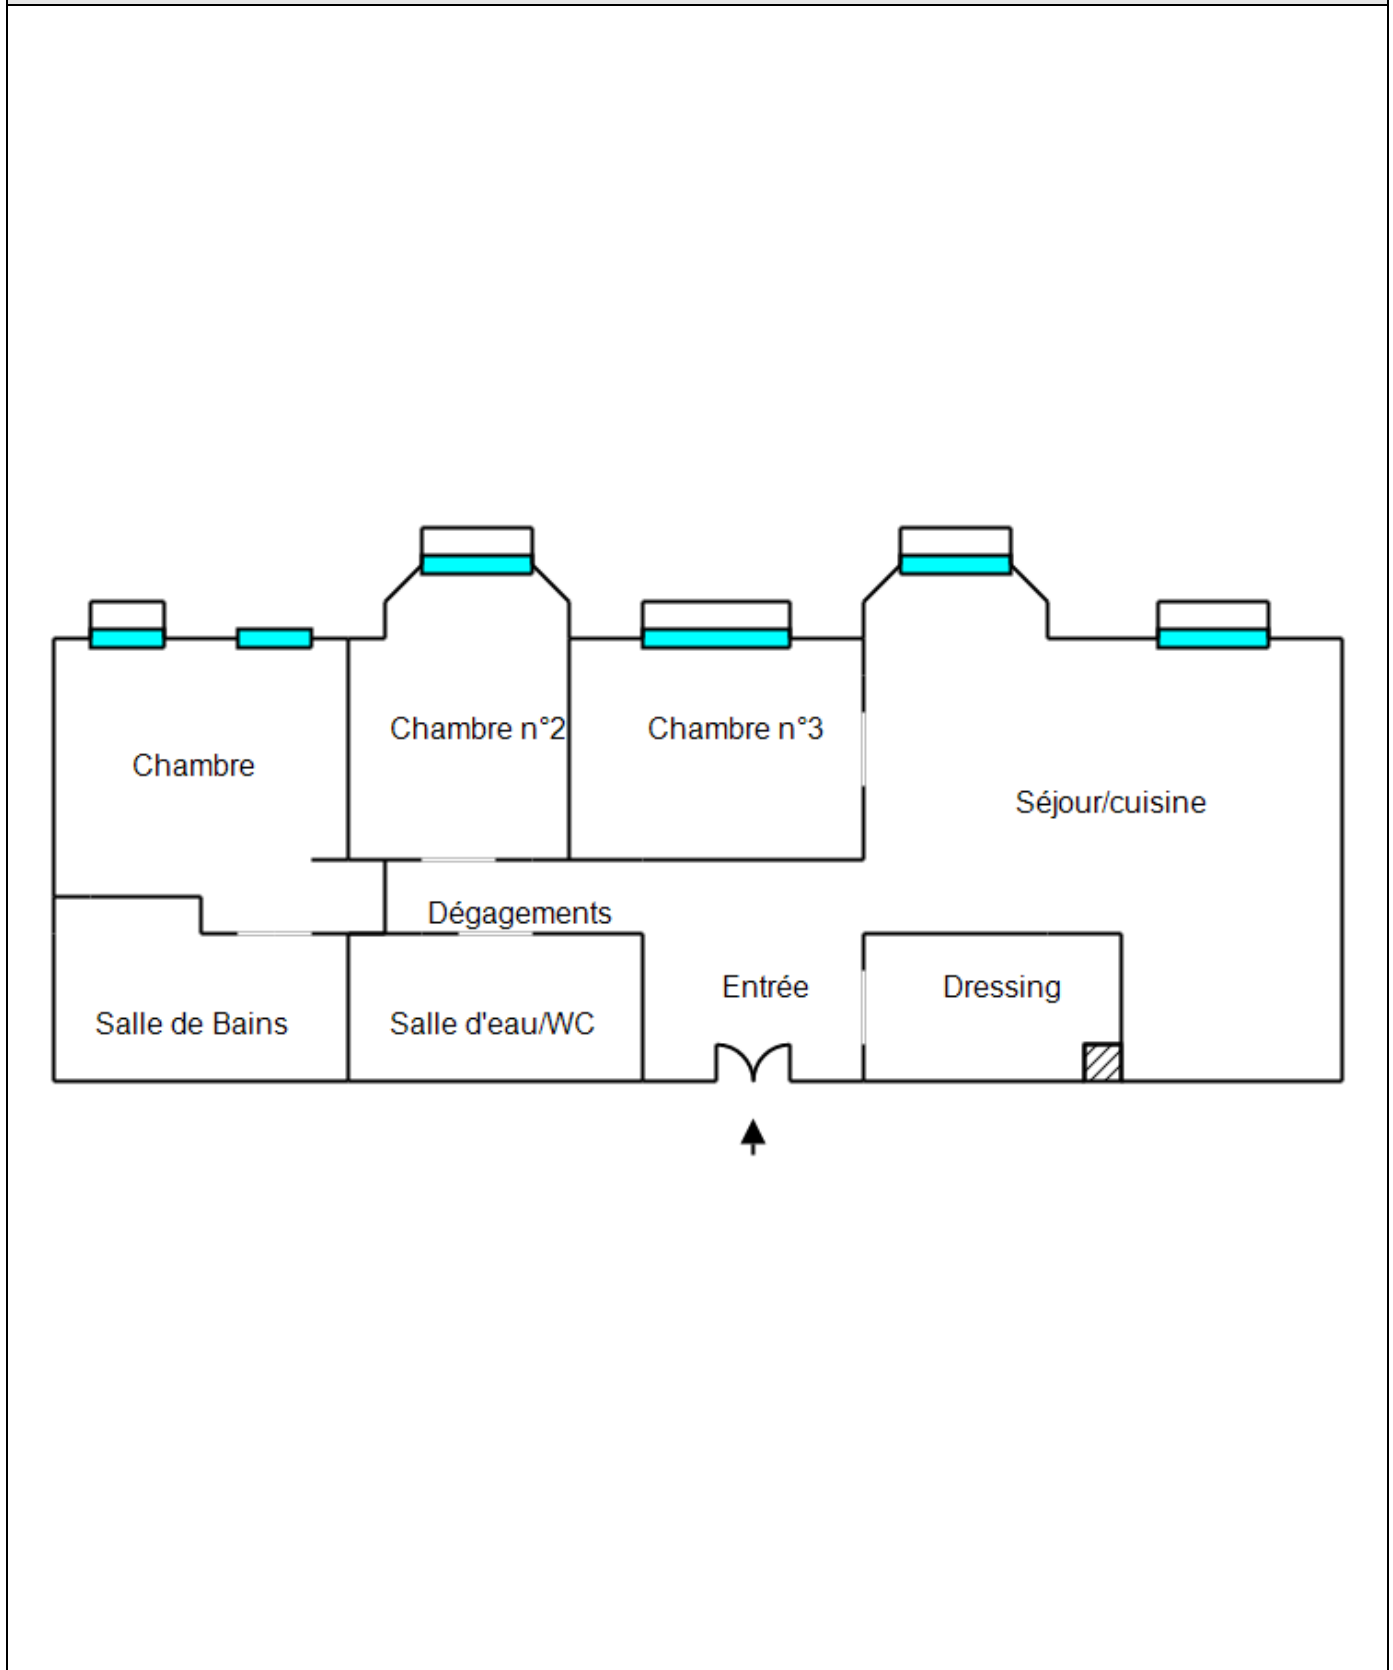 Chambre n°2
Chambre n°3
Chambre
Séjour/cuisine
Dégagements
Entrée
Dressing
Salle de Bains
Salle d'eau/WC